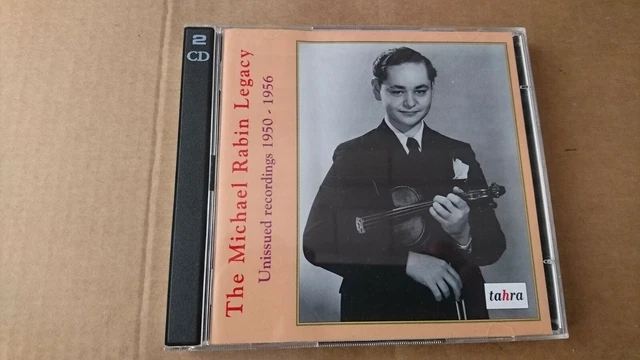 2
CD
The Michael Rabin Legacy
Unissued recordings 1950 - 1956
tahra